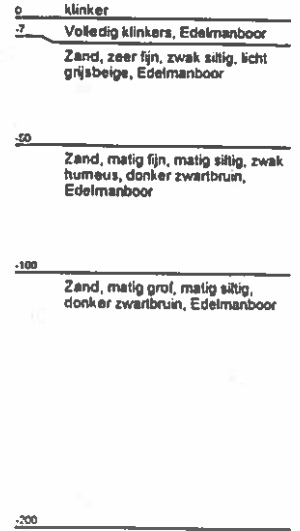 0 klinker
-7 Volledig klinkers, Edelmanboor
Zand, zeer fijn, zwak siltig, licht
grijsbeige, Edelmanboor
-50
Zand, matig fijn, matig siltig, zwak
humeus, donker zwartbruin,
Edelmanboor
-100
Zand, matig grof, matig siltig,
donker zwartbruin, Edelmanboor
-200